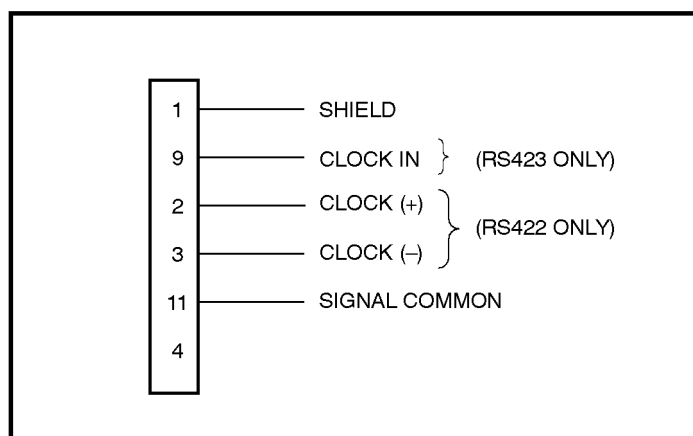 1 SHIELD
9 CLOCK IN } (RS423 ONLY)
2 CLOCK (+)
(RS422 ONLY)
3 CLOCK (–)
11 SIGNAL COMMON
4